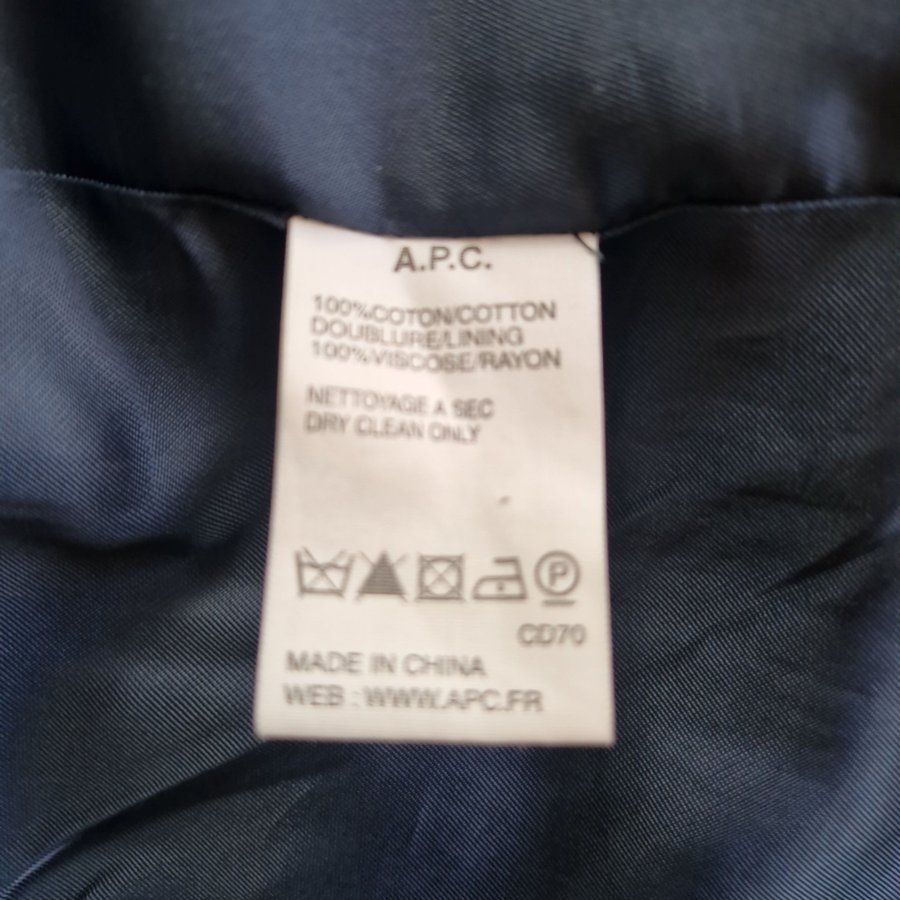 A.P.C.
100%COTON/COTTON
DOUBLURE/LINING
100%VISCOSE/RAYON
NETTOYAGE A SEC
DRY CLEAN ONLY
P
CD70
MADE IN CHINA
WEB : WWW.APC.FR